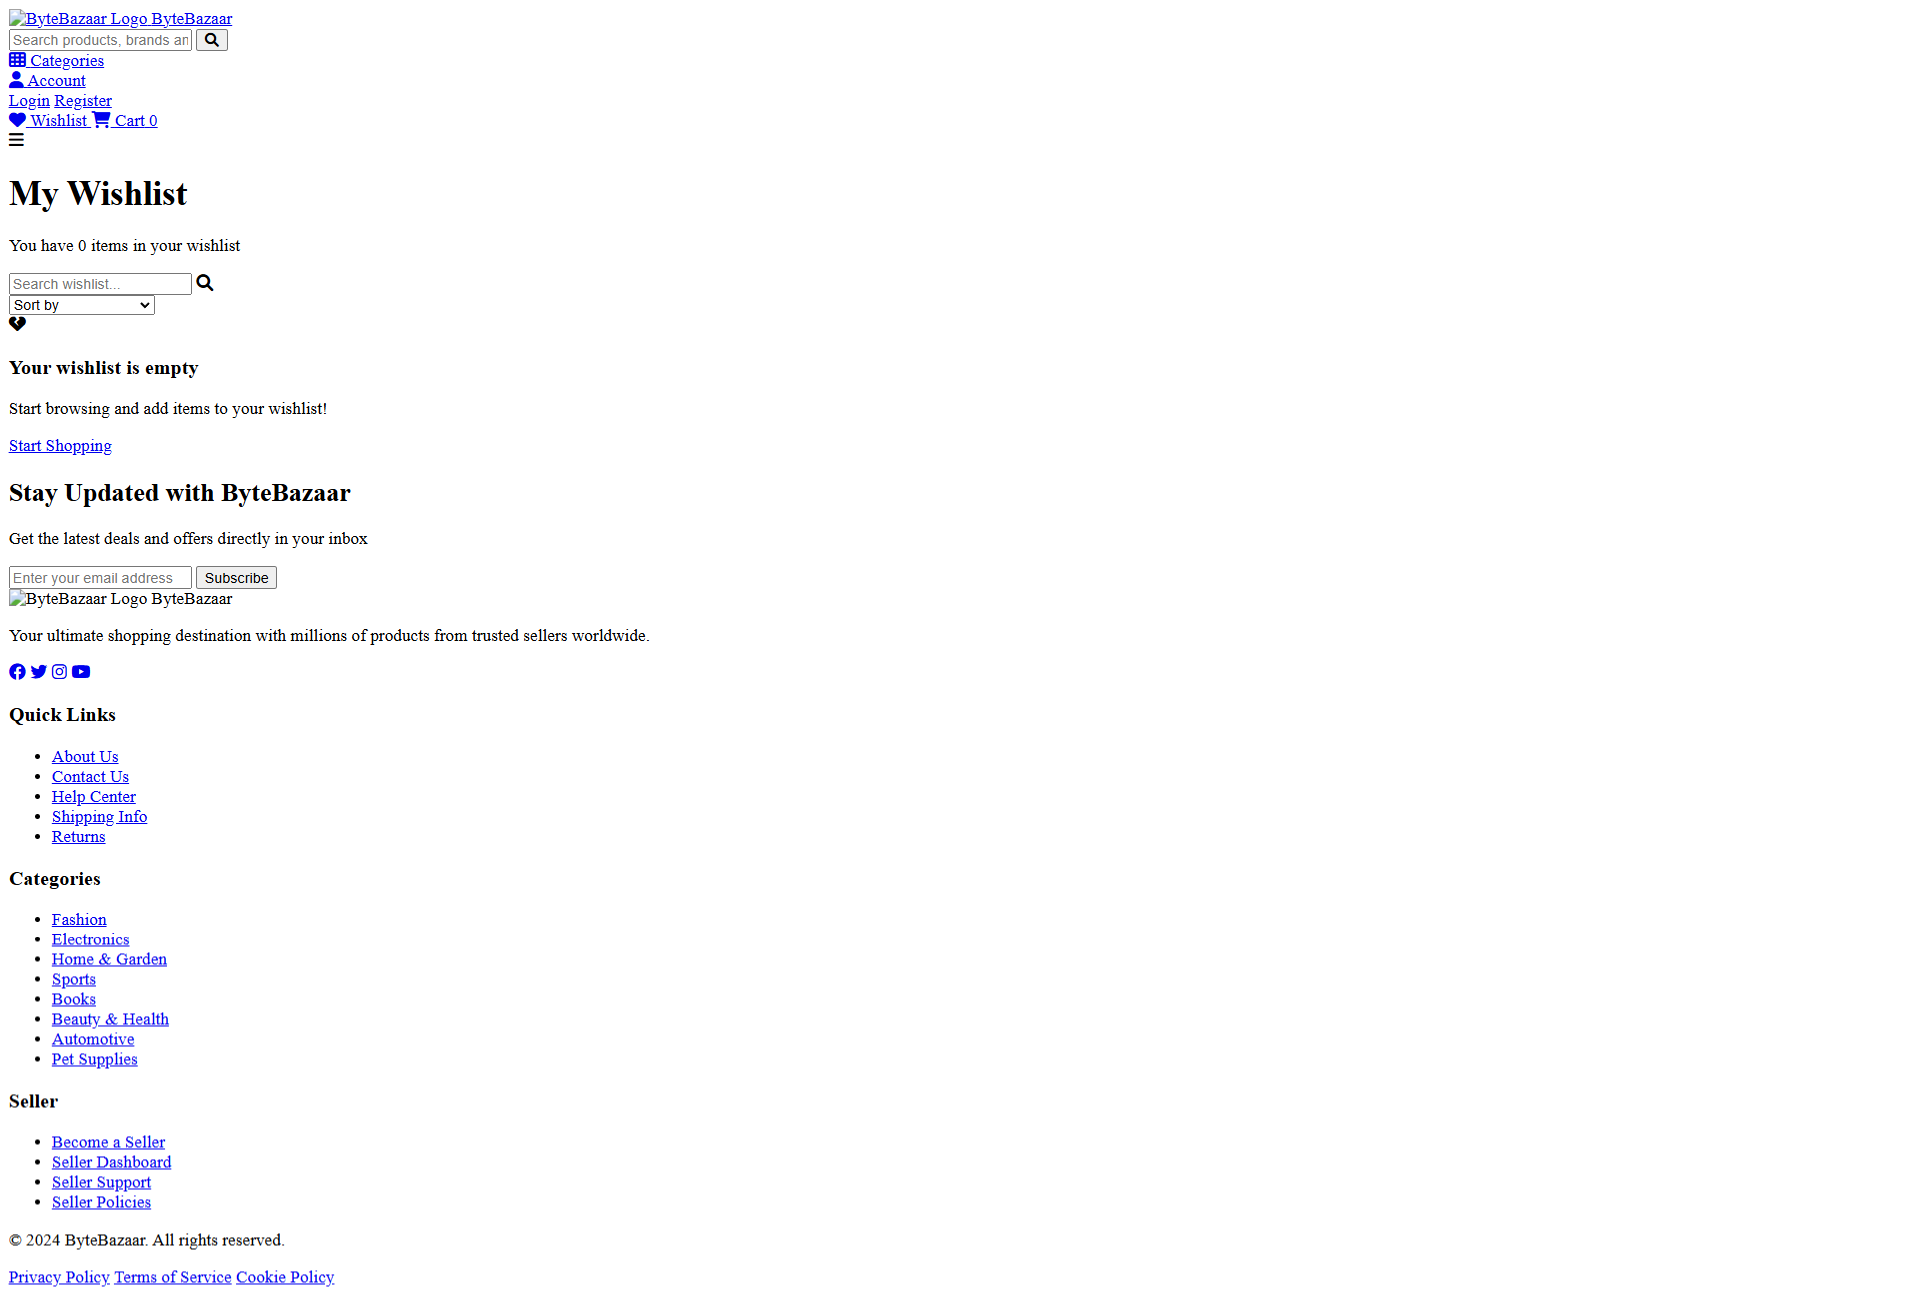 ByteBazaar Logo ByteBazaar
Search products, brands an
Categories
Account
Login Register
Wishlist Cart 0
My Wishlist
You have 0 items in your wishlist
Search wishlist...
Sort by
Your wishlist is empty
Start browsing and add items to your wishlist!
Start Shopping
Stay Updated with ByteBazaar
Get the latest deals and offers directly in your inbox
Enter your email address Subscribe
ByteBazaar Logo ByteBazaar
Your ultimate shopping destination with millions of products from trusted sellers worldwide.
Quick Links
About Us
Contact Us
Help Center
Shipping Info
Returns
Categories
Fashion
Electronics
Home & Garden
Sports
Books
Beauty & Health
Automotive
Pet Supplies
Seller
Become a Seller
Seller Dashboard
Seller Support
Seller Policies
© 2024 ByteBazaar. All rights reserved.
Privacy Policy Terms of Service Cookie Policy